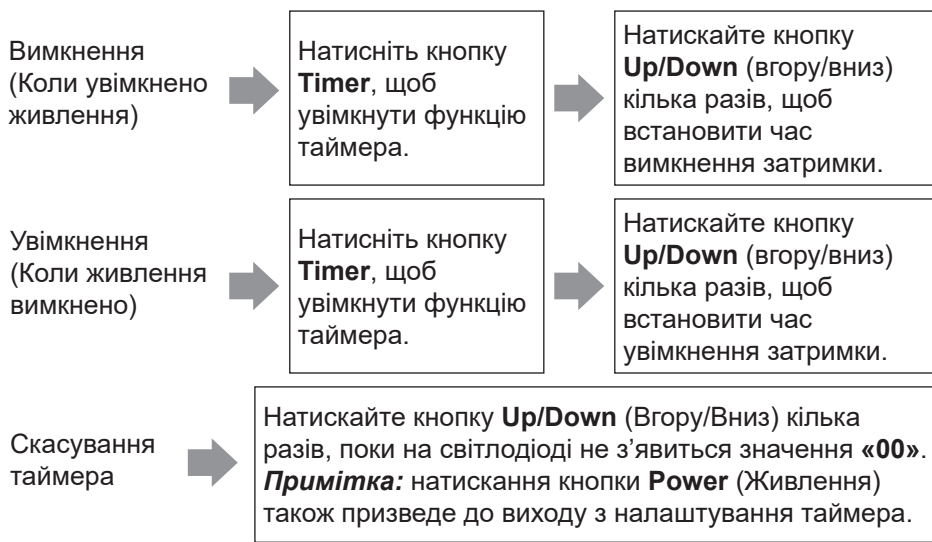 Вимкнення
(Коли увімкнено
живлення)
Натисніть кнопку
Timer, щоб
увімкнути функцію
таймера.
Натискайте кнопку
Up/Down (вгору/вниз)
кілька разів, щоб
встановити час
вимкнення затримки.
Увімкнення
(Коли живлення
вимкнено)
Натисніть кнопку
Timer, щоб
увімкнути функцію
таймера.
Натискайте кнопку
Up/Down (вгору/вниз)
кілька разів, щоб
встановити час
увімкнення затримки.
Скасування
таймера
Натискайте кнопку Up/Down (Вгору/Вниз) кілька
разів, поки на світлодіоді не з’явиться значення «00».
Примітка: натискання кнопки Power (Живлення)
також призведе до виходу з налаштування таймера.